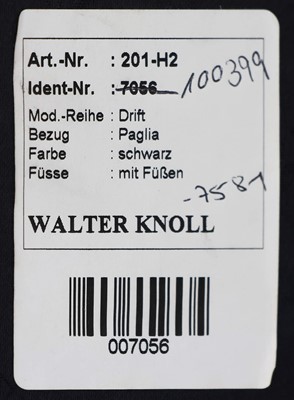 Art.-Nr. : 201-H2
Ident-Nr. : 7056 100399
Mod.-Reihe : Drift
Bezug : Paglia
Farbe : schwarz
Füsse : mit Füßen
-7581
WALTER KNOLL
007056